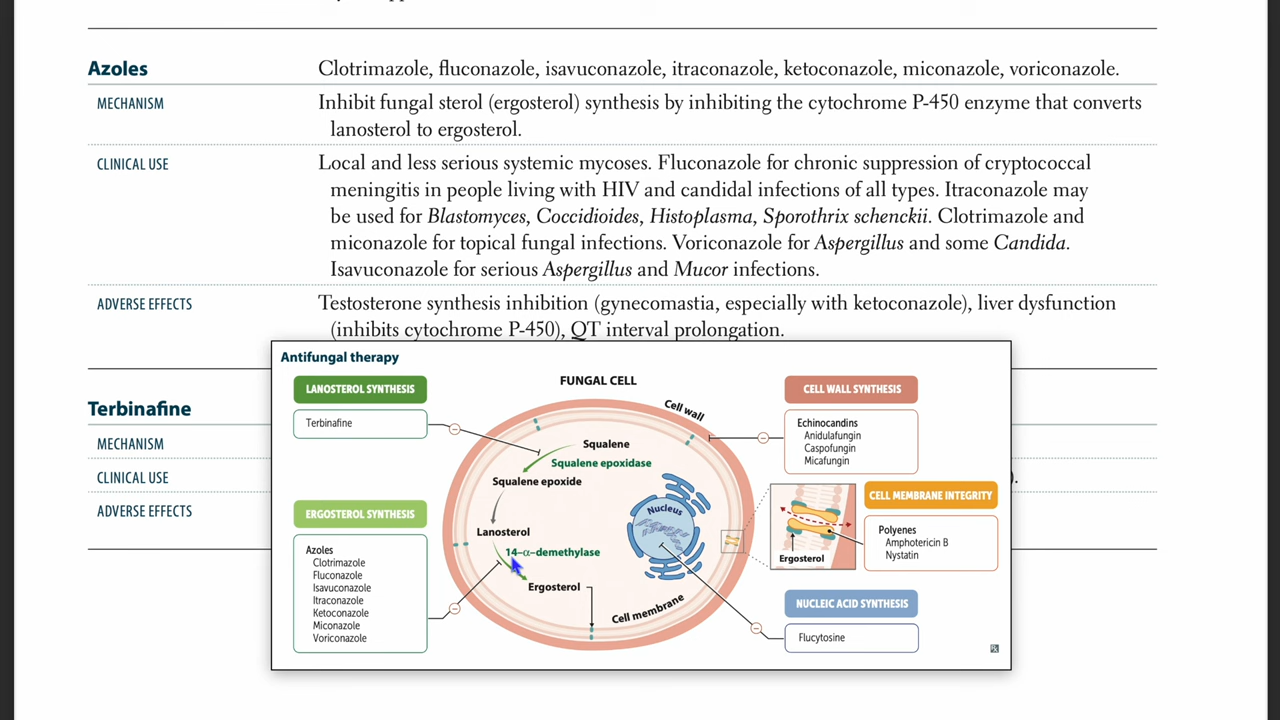 Azoles
Clotrimazole, fluconazole, isavuconazole, itraconazole, ketoconazole, miconazole, voriconazole.
MECHANISM
Inhibit fungal sterol (ergosterol) synthesis by inhibiting the cytochrome P-450 enzyme that converts
lanosterol to ergosterol.
CLINICAL USE
Local and less serious systemic mycoses. Fluconazole for chronic suppression of cryptococcal
meningitis in people living with HIV and candidal infections of all types. Itraconazole may
be used for Blastomyces, Coccidioides, Histoplasma, Sporothrix schenckii. Clotrimazole and
miconazole for topical fungal infections. Voriconazole for Aspergillus and some Candida.
Isavuconazole for serious Aspergillus and Mucor infections.
ADVERSE EFFECTS
Testosterone synthesis inhibition (gynecomastia, especially with ketoconazole), liver dysfunction
(inhibits cytochrome P-450), QT interval prolongation.
Terbinafine
MECHANISM
CLINICAL USE
ADVERSE EFFECTS
Antifungal therapy
FUNGAL CELL
LANOSTEROL SYNTHESIS
Terbinafine
ERGOSTEROL SYNTHESIS
Azoles
Clotrimazole
Fluconazole
Isavuconazole
Itraconazole
Ketoconazole
Miconazole
Voriconazole
Cell wall
Squalene
Squalene epoxidase
Squalene epoxide
Lanosterol
14-α-demethylase
Ergosterol
Nucleus
Cell membrane
CELL WALL SYNTHESIS
Echinocandins
Anidulafungin
Caspofungin
Micafungin
Ergosterol
CELL MEMBRANE INTEGRITY
Polyenes
Amphotericin B
Nystatin
NUCLEIC ACID SYNTHESIS
Flucytosine